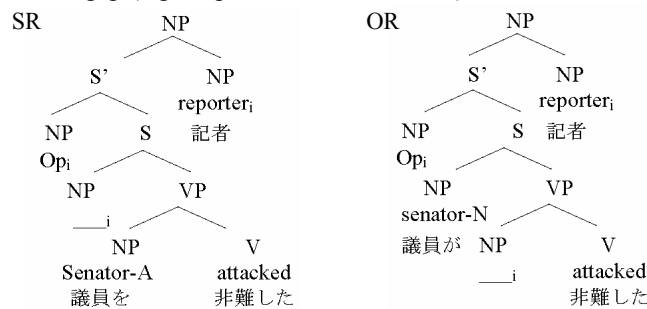 SR NP OR NP
S’ NP S’ NP
reporteri reporteri
NP S 記者 NP S 記者
Opi Opi
NP VP NP VP
___i senator-N
NP V 議員が NP V
Senator-A attacked ___i attacked
議員を 非難した 非難した